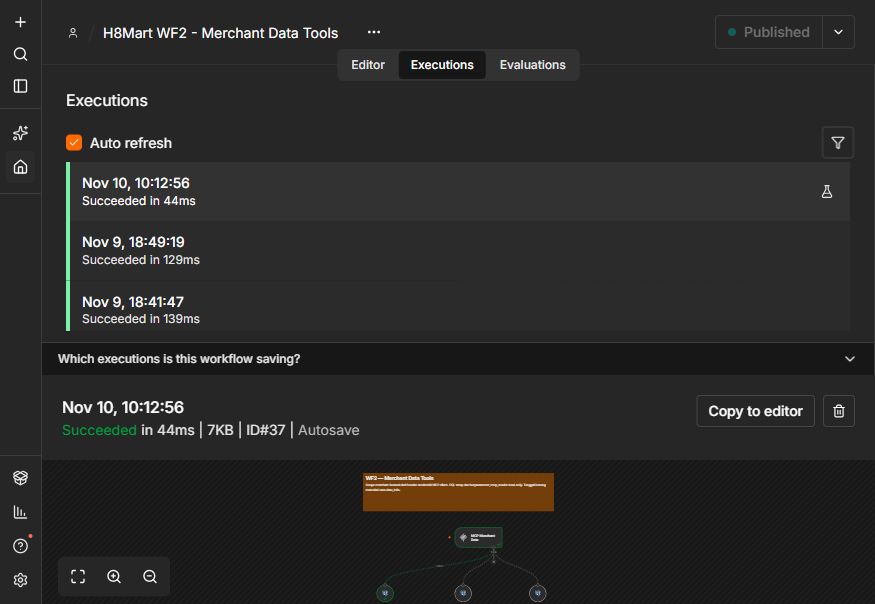 H8Mart WF2 - Merchant Data Tools
Published
Editor
Executions
Evaluations
Executions
Auto refresh
Nov 10, 10:12:56
Succeeded in 44ms
Nov 9, 18:49:19
Succeeded in 129ms
Nov 9, 18:41:47
Succeeded in 139ms
Which executions is this workflow saving?
Nov 10, 10:12:56
Copy to editor
Succeeded in 44ms | 7KB | ID#37 | Autosave
WF2 — Merchant Data Tools
MCP Merchant
Data